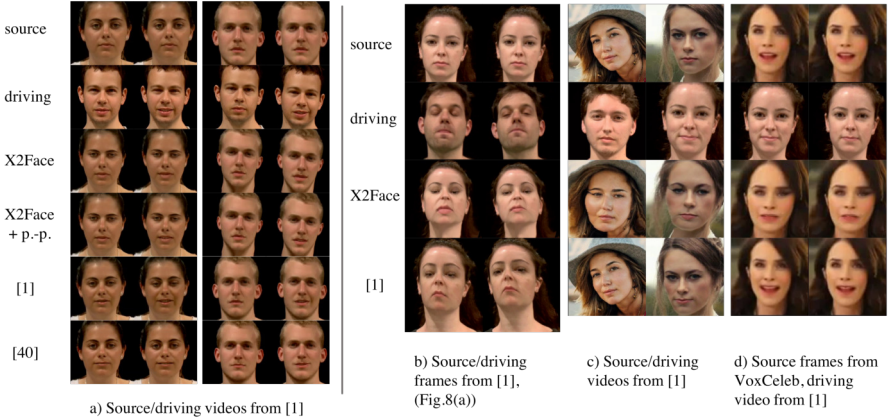 source
driving
X2Face
X2Face
+ p.-p.
[1]
[40]
a) Source/driving videos from [1]
source
driving
X2Face
[1]
b) Source/driving
frames from [1],
(Fig.8(a))
c) Source/driving
videos from [1]
d) Source frames from
VoxCeleb, driving
video from [1]